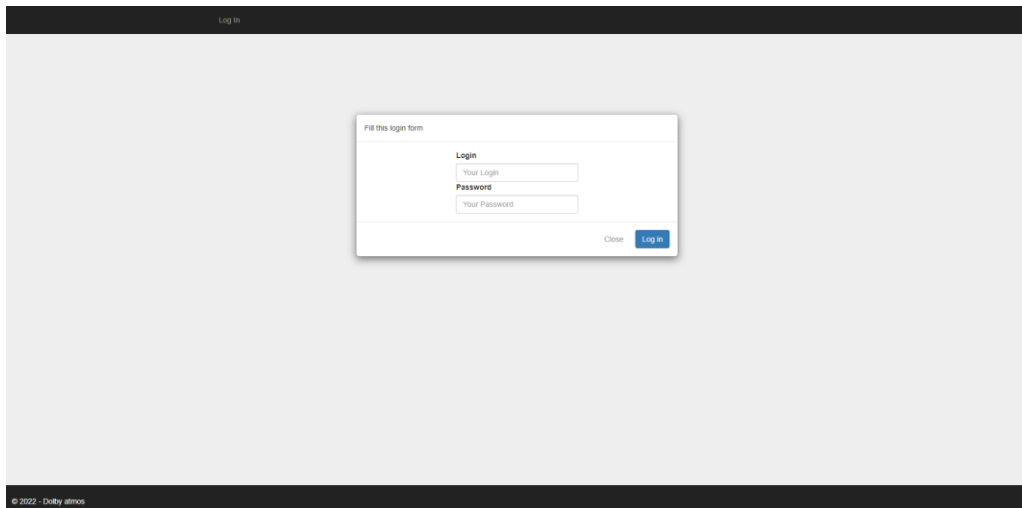 Log In
Fill this login form
Login
Your Login
Password
Your Password
Close Log in
© 2022 - Dolby atmos